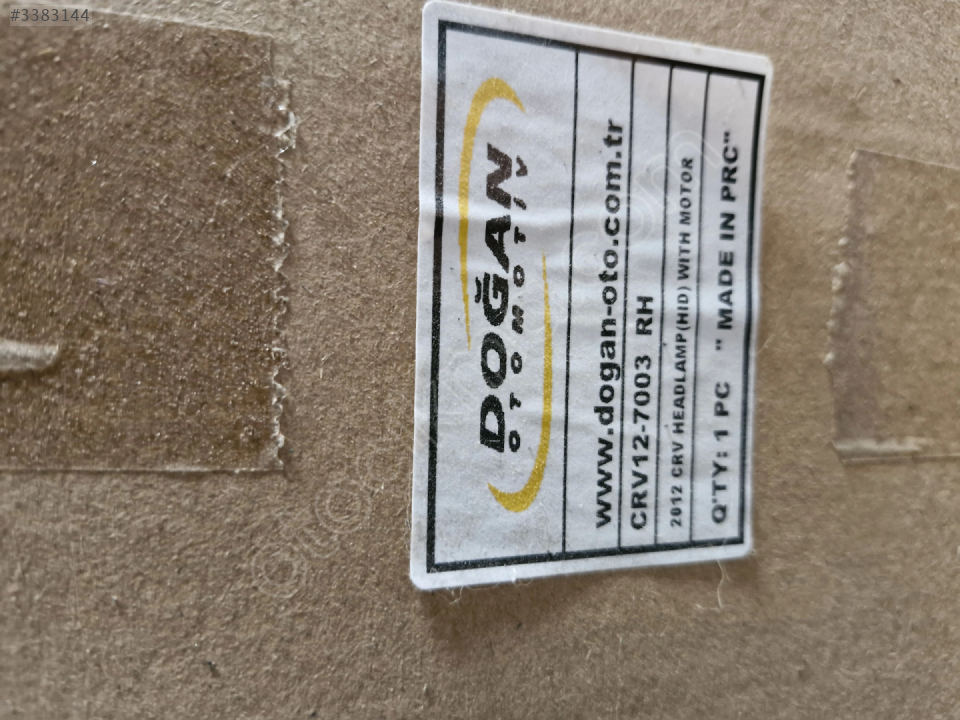 #3383144
DOĞAN
OTOMOTİV
www.dogan-oto.com.tr
CRV12-7003 RH
2012 CRV HEADLAMP(HID) WITH MOTOR
Q'TY: 1 PC " MADE IN PRC"